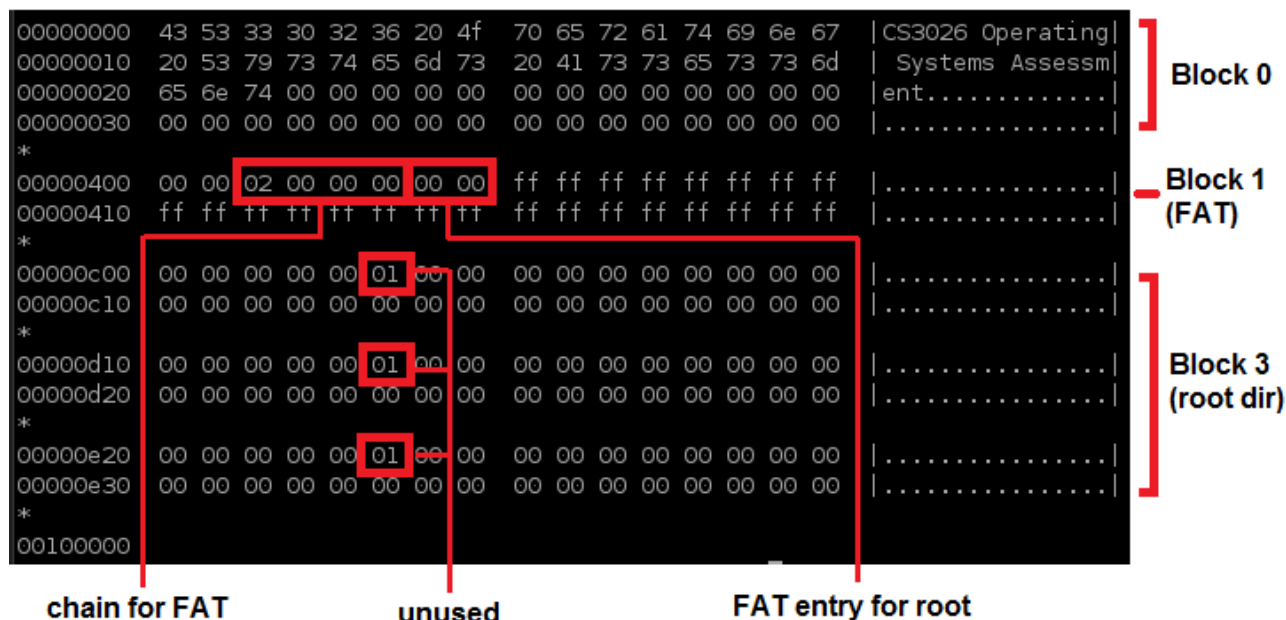 00000000 43 53 33 30 32 36 20 4f 70 65 72 61 74 69 6e 67 |CS3026 Operating|
00000010 20 53 79 73 74 65 6d 73 20 41 73 73 65 73 73 6d | Systems Assessm|
00000020 65 6e 74 00 00 00 00 00 00 00 00 00 00 00 00 00 |ent.............|
00000030 00 00 00 00 00 00 00 00 00 00 00 00 00 00 00 00 |................|
Block 0
*
00000400 00 00 02 00 00 00 00 00 ff ff ff ff ff ff ff ff |................|
00000410 ff ff ff ff ff ff ff ff ff ff ff ff ff ff ff ff |................|
Block 1
(FAT)
*
00000c00 00 00 00 00 00 01 00 00 00 00 00 00 00 00 00 00 |................|
00000c10 00 00 00 00 00 00 00 00 00 00 00 00 00 00 00 00 |................|
*
00000d10 00 00 00 00 00 01 00 00 00 00 00 00 00 00 00 00 |................|
00000d20 00 00 00 00 00 00 00 00 00 00 00 00 00 00 00 00 |................|
Block 3
(root dir)
*
00000e20 00 00 00 00 00 01 00 00 00 00 00 00 00 00 00 00 |................|
00000e30 00 00 00 00 00 00 00 00 00 00 00 00 00 00 00 00 |................|
*
00100000
chain for FAT
unused
FAT entry for root